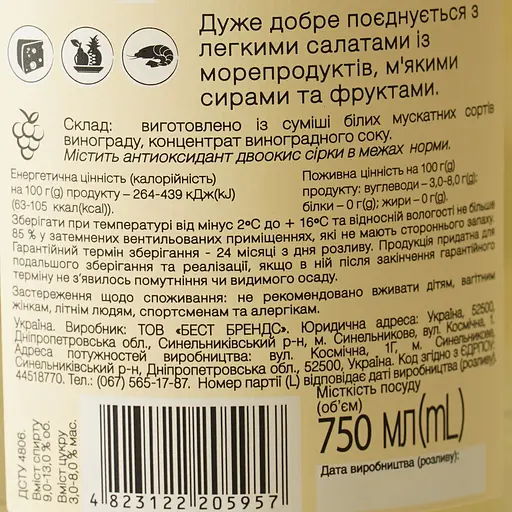 Дуже добре поєднується з
легкими салатами із
морепродуктів, м'якими
сирами та фруктами.
Склад: виготовлено із суміші білих мускатних сортів
винограду, концентрат виноградного соку.
Містить антиоксидант двоокис сірки в межах норми.
Енергетична цінність (калорійність)
на 100 г(g) продукту – 264-439 кДж(kJ)
(63-105 ккал(kcal)).
Поживна цінність на 100 г(g)
продукту: вуглеводи – 3,0-8,0 г(g);
білки – 0 г(g); жири – 0 г(g).
Зберігати при температурі від мінус 2°С до + 16°С та відносній вологості не більше
85 % у затемнених вентильованих приміщеннях, які не мають стороннього запаху.
Гарантійний термін зберігання - 24 місяці з дня розливу. Продукція придатна для
подальшого зберігання та реалізації, якщо в ній після закінчення гарантійного
терміну не з'явилось помутніння чи видимого осаду.
Застереження щодо споживання: не рекомендовано вживати дітям, вагітним
жінкам, літнім людям, спортсменам та алергікам.
Україна. Виробник: ТОВ «БЕСТ БРЕНДС». Юридична адреса: Україна, 52500,
Дніпропетровська обл., Синельниківський р-н, м. Синельникове, вул. Космічна, 1.
Адреса потужностей виробництва: вул. Космічна, 1Г, м. Синельникове,
Синельниківський р-н, Дніпропетровська обл., 52500, Україна. Код згідно з ЄДРПОУ:
44518770. Тел.: (067) 565-17-87. Номер партії (L) відповідає даті виробництва (розливу).
ДСТУ 4806.
Вміст спирту
9,0-13,0 % об.
Вміст цукру
3,0-8,0 % мас.
4 823122 205957
Місткість посуду
(об'єм)
750 мл(mL)
Дата виробництва (розливу):